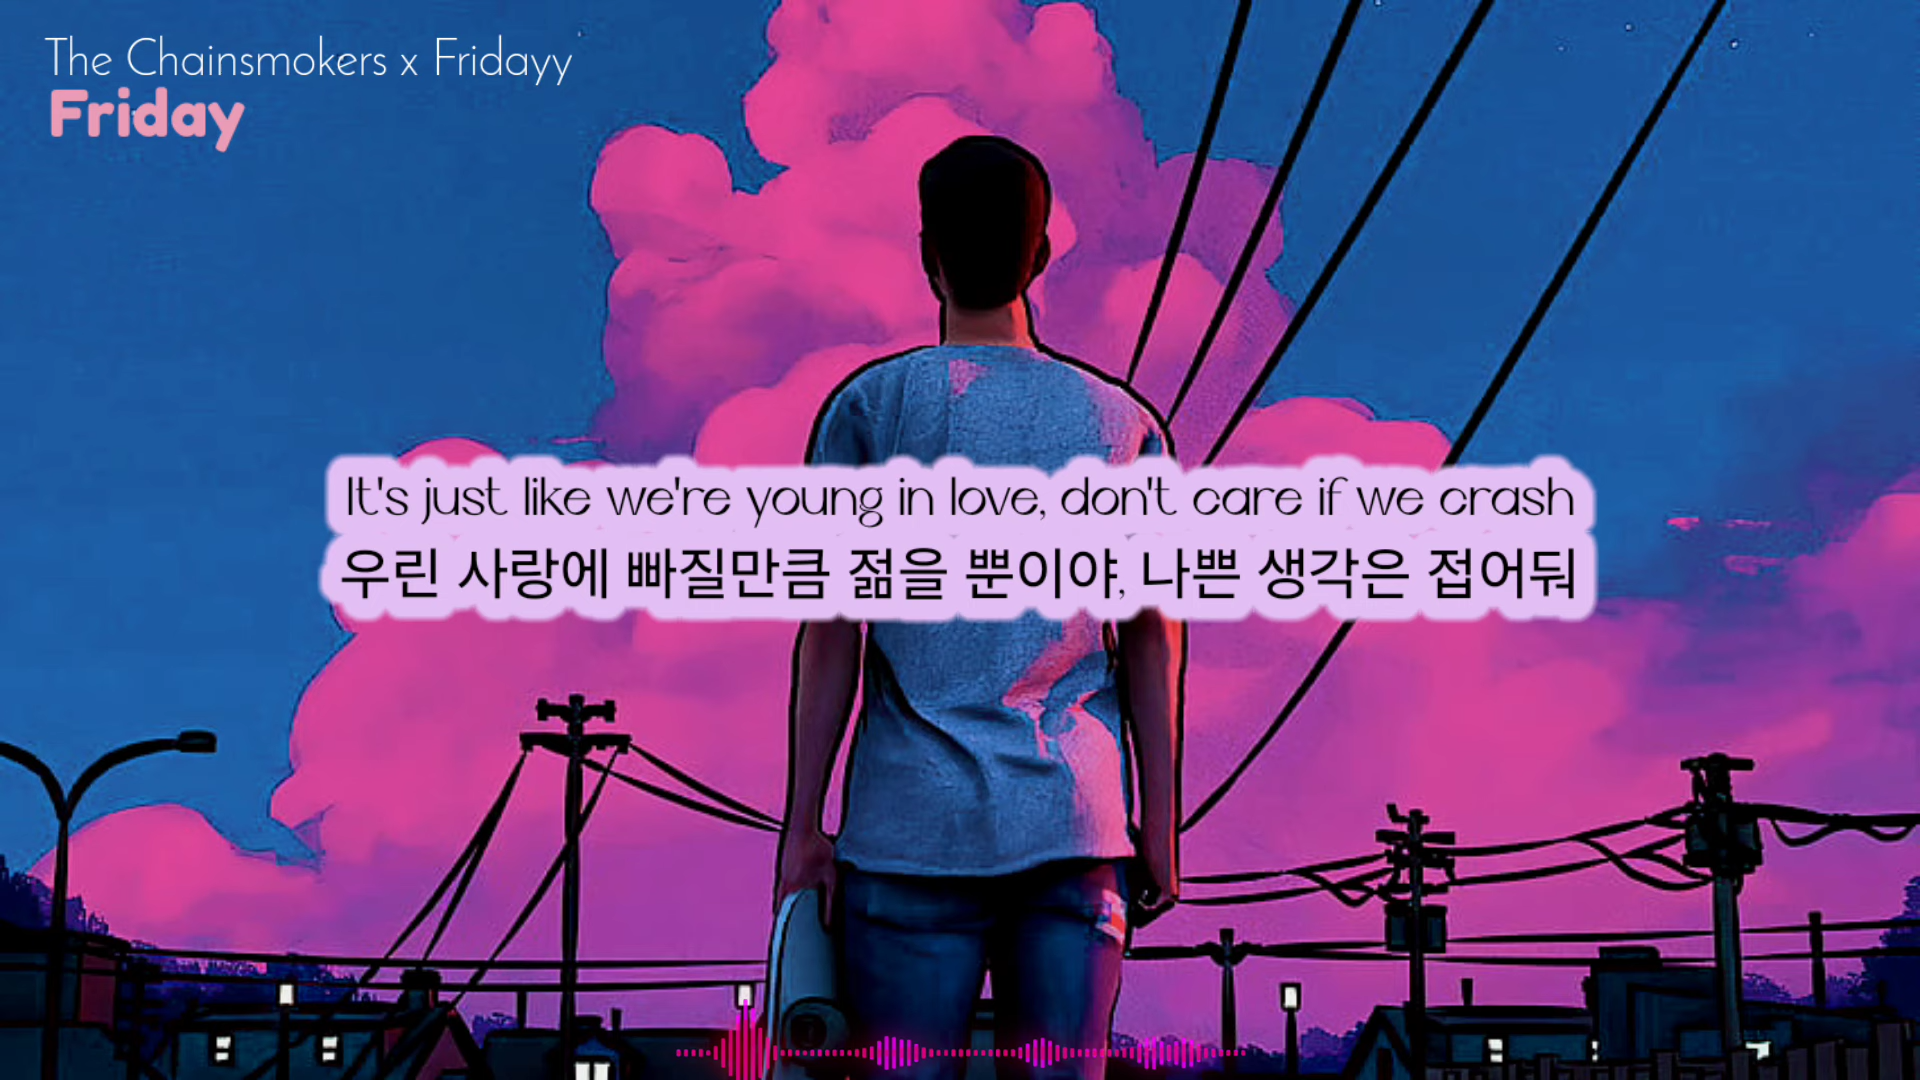 The Chainsmokers x Fridayy
Friday
It's just like we're young in love, don't care if we crash
우린 사랑에 빠질만큼 젊을 뿐이야, 나쁜 생각은 접어둬